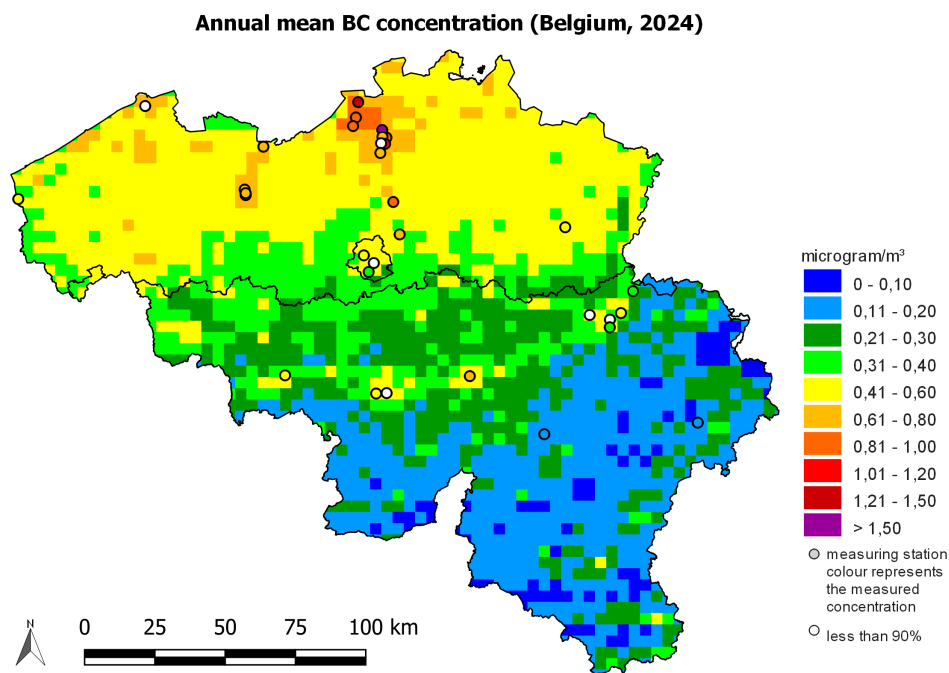 Annual mean BC concentration (Belgium, 2024)
microgram/m³
0 - 0,10
0,11 - 0,20
0,21 - 0,30
0,31 - 0,40
0,41 - 0,60
0,61 - 0,80
0,81 - 1,00
1,01 - 1,20
1,21 - 1,50
> 1,50
measuring station
colour represents
the measured
concentration
less than 90%
N
0 25 50 75 100 km